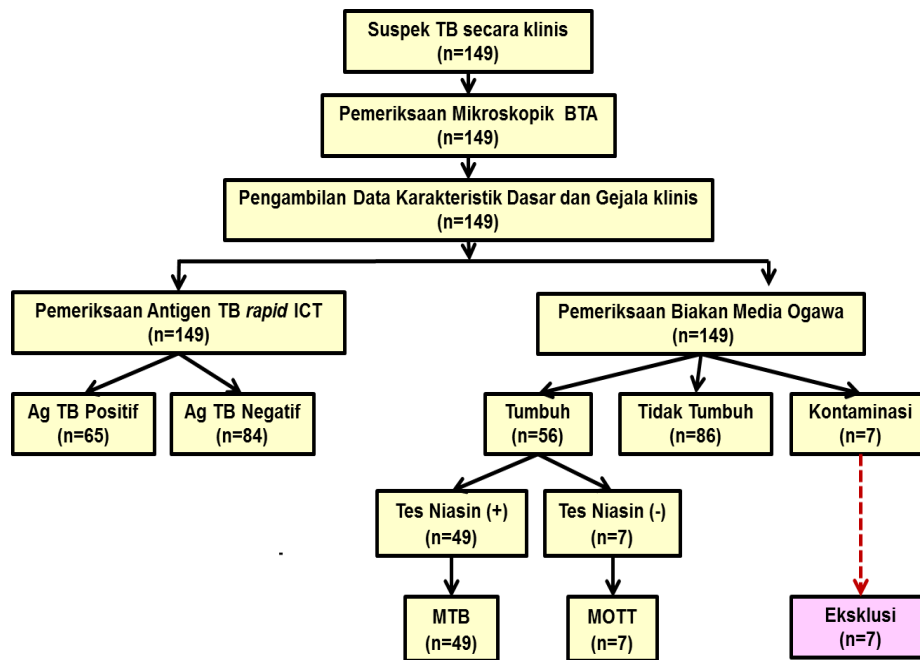 Suspek TB secara klinis
(n=149)
Pemeriksaan Mikroskopik BTA
(n=149)
Pengambilan Data Karakteristik Dasar dan Gejala klinis
(n=149)
Pemeriksaan Antigen TB rapid ICT
(n=149)
Pemeriksaan Biakan Media Ogawa
(n=149)
Ag TB Positif
(n=65)
Ag TB Negatif
(n=84)
Tumbuh
(n=56)
Tidak Tumbuh
(n=86)
Kontaminasi
(n=7)
Tes Niasin (+)
(n=49)
Tes Niasin (-)
(n=7)
MTB
(n=49)
MOTT
(n=7)
Eksklusi
(n=7)